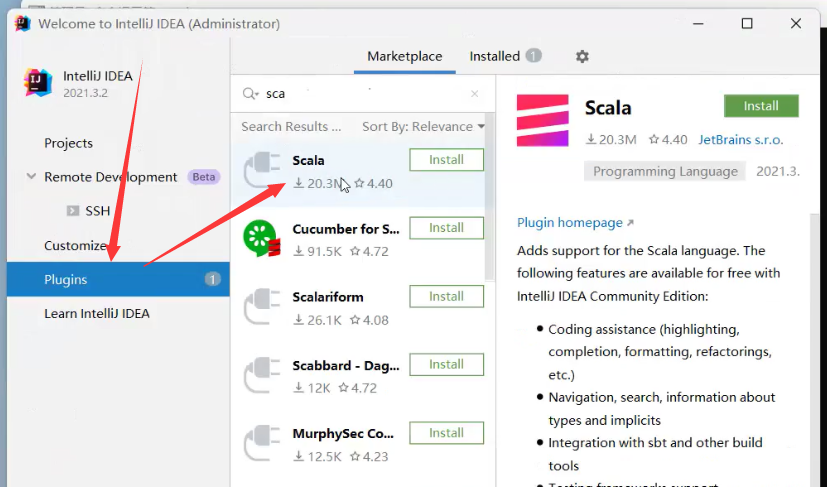 Welcome to IntelliJ IDEA (Administrator)
IntelliJ IDEA
2021.3.2
Projects
Remote Development Beta
SSH
Customize
Plugins 1
Learn IntelliJ IDEA
Marketplace Installed 1
sca
Search Results ... Sort By: Relevance
Scala Install
20.3M 4.40
Cucumber for S... Install
91.5K 4.72
Scalariform Install
26.1K 4.08
Scabbard - Dag... Install
12K 4.72
MurphySec Co... Install
12.5K 4.23
Scala Install
20.3M 4.40 JetBrains s.r.o.
Programming Language 2021.3.
Plugin homepage
Adds support for the Scala language. The
following features are available for free with
IntelliJ IDEA Community Edition:
Coding assistance (highlighting,
completion, formatting, refactorings,
etc.)
Navigation, search, information about
types and implicits
Integration with sbt and other build
tools
Testing frameworks support